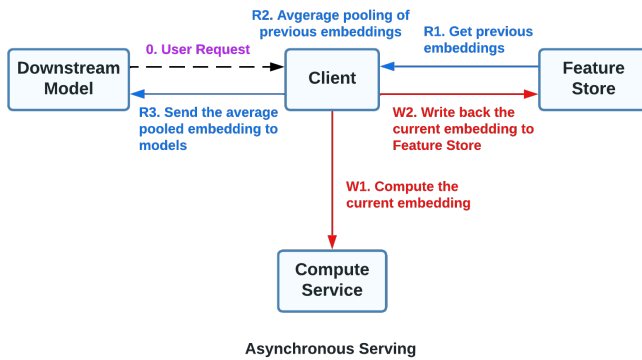 R2. Avgerage pooling of
previous embeddings
R1. Get previous
embeddings
0. User Request
Downstream
Model
Client
Feature
Store
R3. Send the average
pooled embedding to
models
W2. Write back the
current embedding to
Feature Store
W1. Compute the
current embedding
Compute
Service
Asynchronous Serving